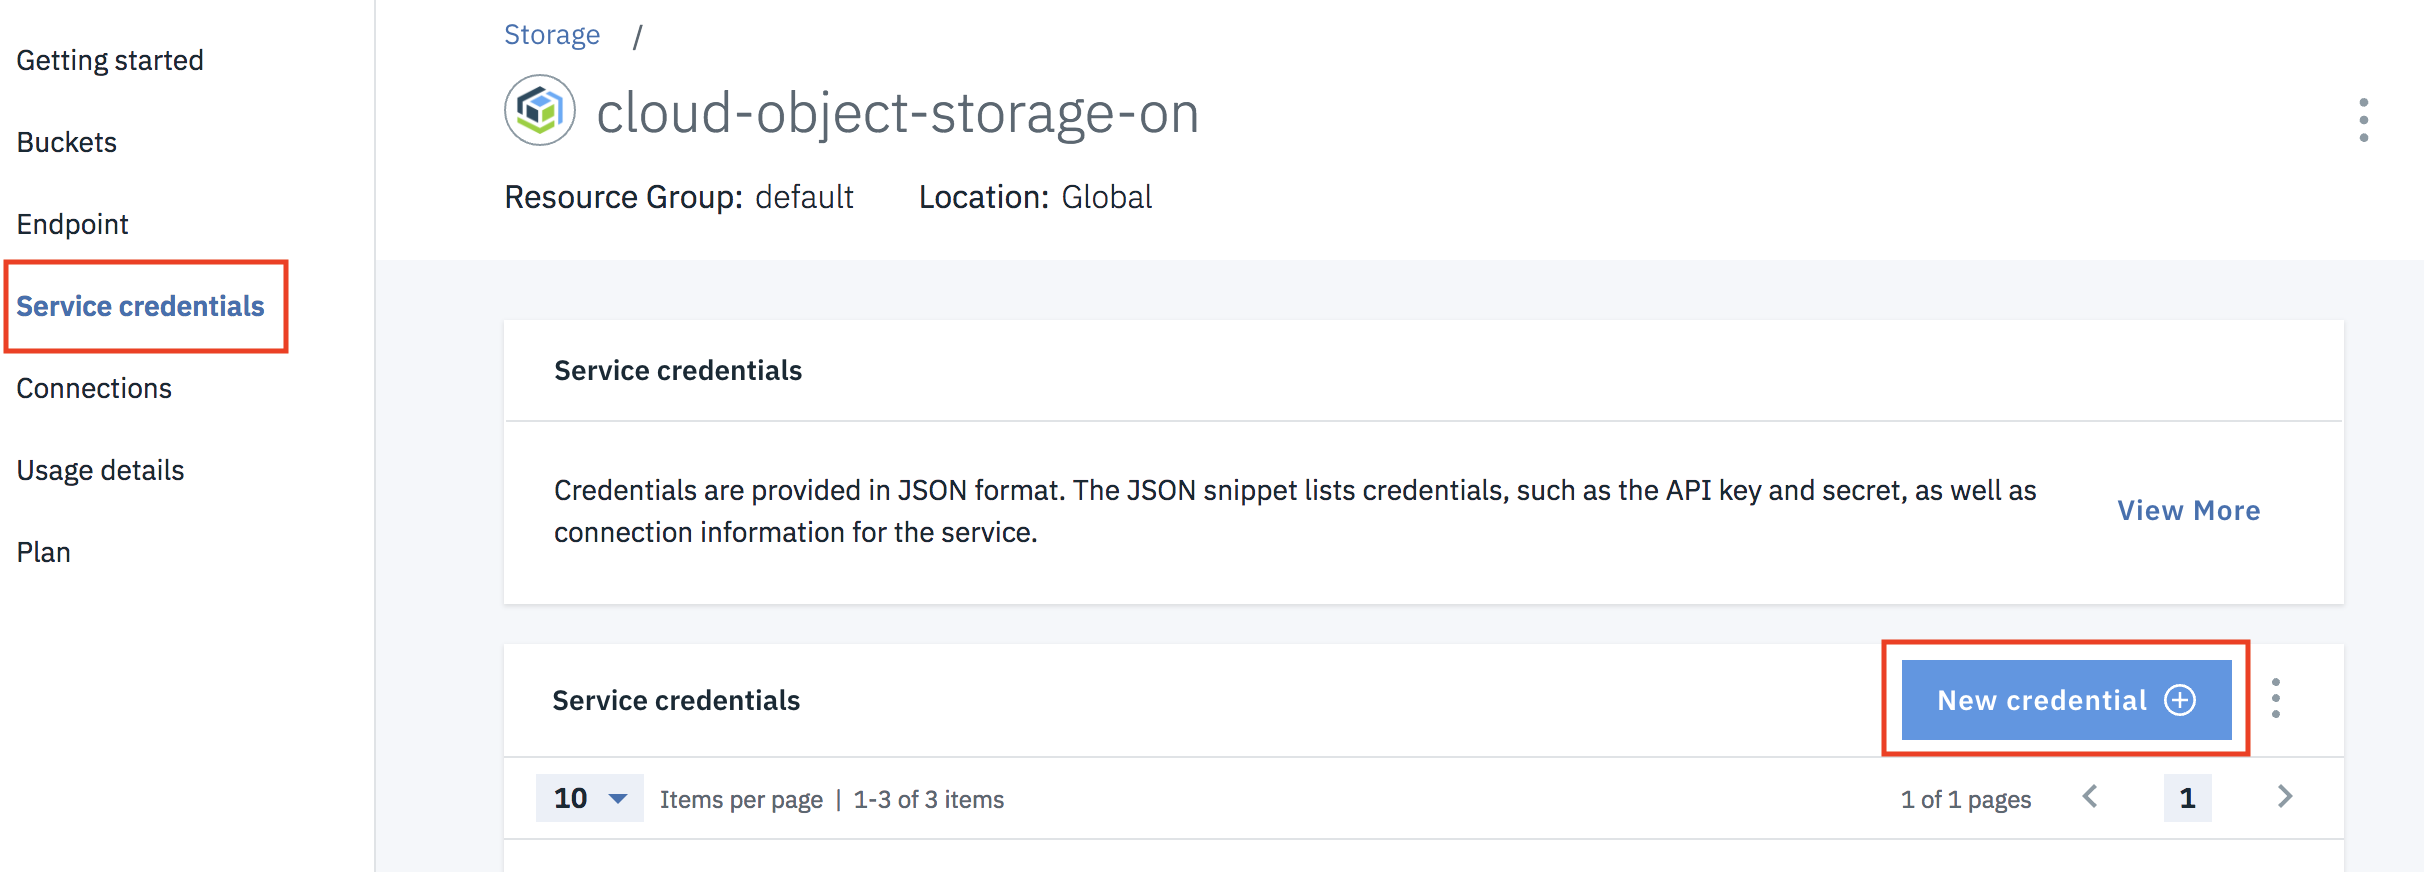 Getting started
Buckets
Endpoint
Service credentials
Connections
Usage details
Plan
Storage /
cloud-object-storage-on
Resource Group: default Location: Global
Service credentials
Credentials are provided in JSON format. The JSON snippet lists credentials, such as the API key and secret, as well as
connection information for the service.
View More
Service credentials
New credential
10 Items per page | 1-3 of 3 items
1 of 1 pages 1